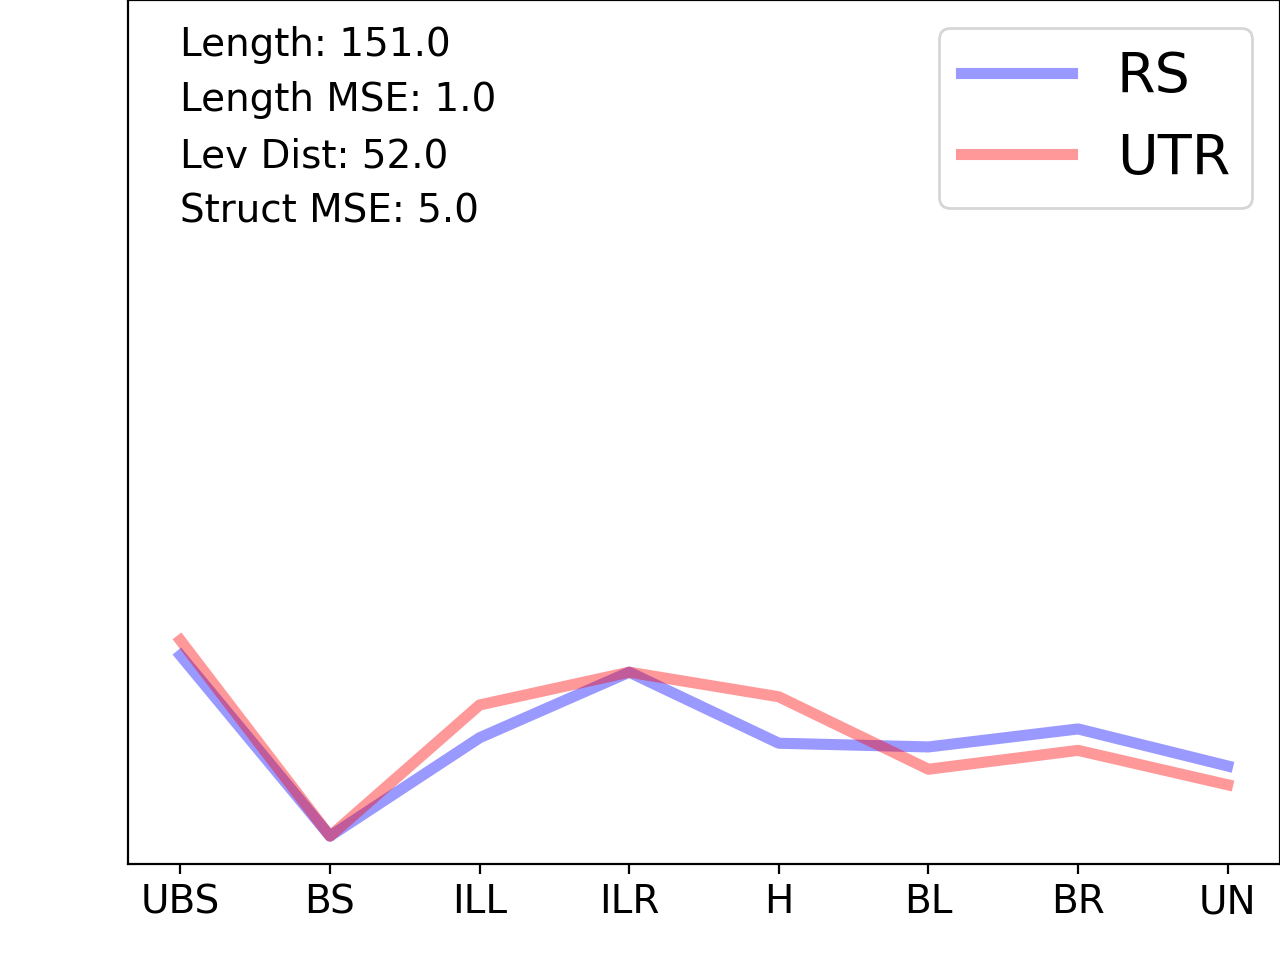 Length: 151.0
Length MSE: 1.0
Lev Dist: 52.0
Struct MSE: 5.0
RS
UTR
UBS BS ILL ILR H BL BR UN